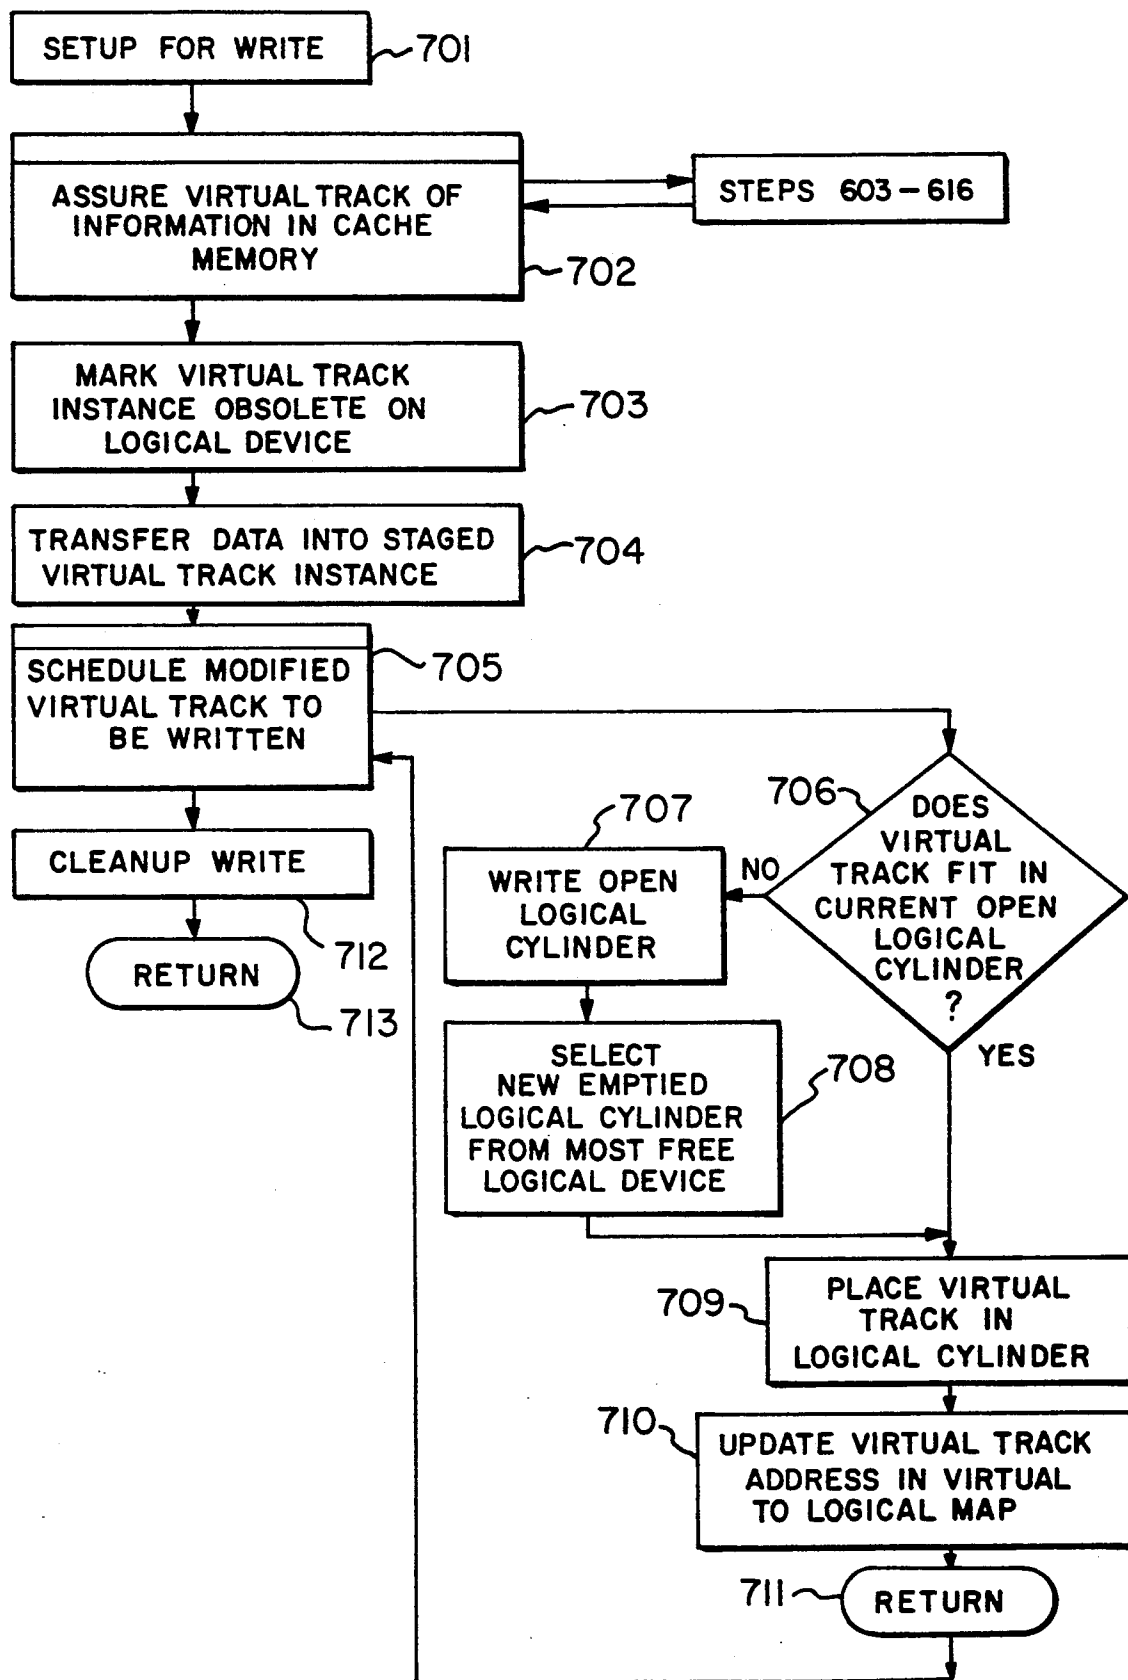 SETUP FOR WRITE
701
ASSURE VIRTUAL TRACK OF
INFORMATION IN CACHE
MEMORY
702
STEPS 603-616
MARK VIRTUAL TRACK
INSTANCE OBSOLETE ON
LOGICAL DEVICE
703
TRANSFER DATA INTO STAGED
VIRTUAL TRACK INSTANCE
704
SCHEDULE MODIFIED
VIRTUAL TRACK TO
BE WRITTEN
705
706
DOES
VIRTUAL
TRACK FIT IN
CURRENT OPEN
LOGICAL
CYLINDER
?
NO
YES
707
WRITE OPEN
LOGICAL
CYLINDER
CLEANUP WRITE
712
RETURN
713
SELECT
NEW EMPTIED
LOGICAL CYLINDER
FROM MOST FREE
LOGICAL DEVICE
708
709
PLACE VIRTUAL
TRACK IN
LOGICAL CYLINDER
710
UPDATE VIRTUAL TRACK
ADDRESS IN VIRTUAL
TO LOGICAL MAP
711
RETURN